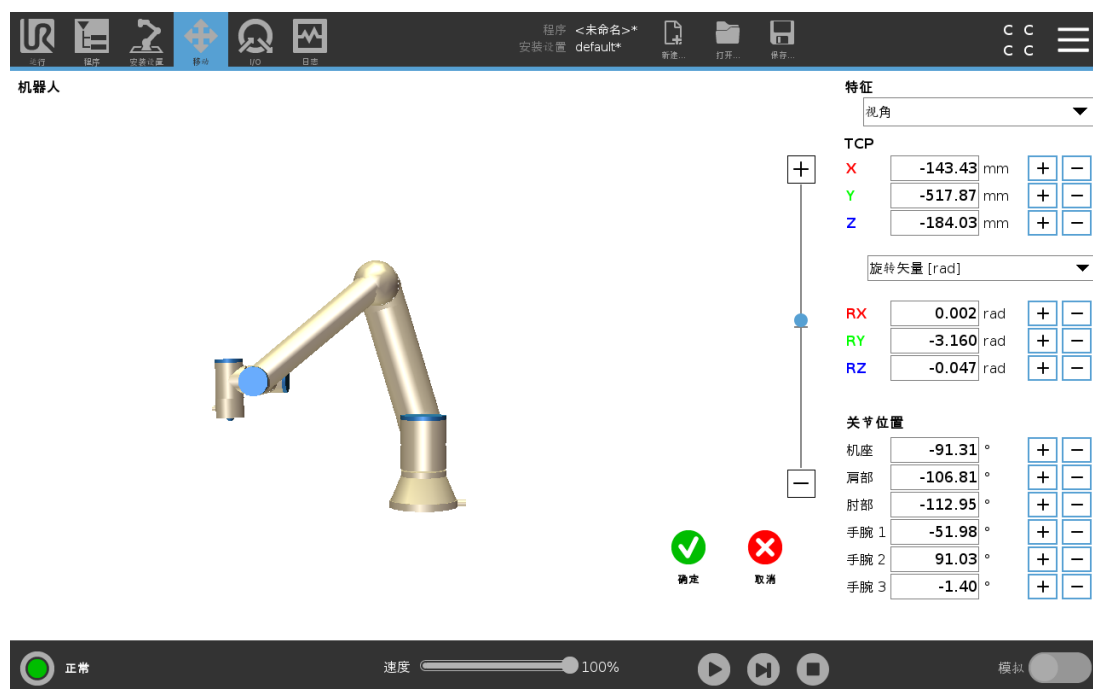 程序 <未命名>*
安装设置 default*
运行 程序 安装设置 移动 I/O 日志 新建... 打开... 保存...
C C
C C
机器人
特征
视角
TCP
X -143.43 mm + −
Y -517.87 mm + −
Z -184.03 mm + −
旋转矢量 [rad]
RX 0.002 rad + −
RY -3.160 rad + −
RZ -0.047 rad + −
关节位置
机座 -91.31 ° + −
肩部 -106.81 ° + −
肘部 -112.95 ° + −
手腕 1 -51.98 ° + −
手腕 2 91.03 ° + −
手腕 3 -1.40 ° + −
确定 取消
正常 速度 100% 模拟